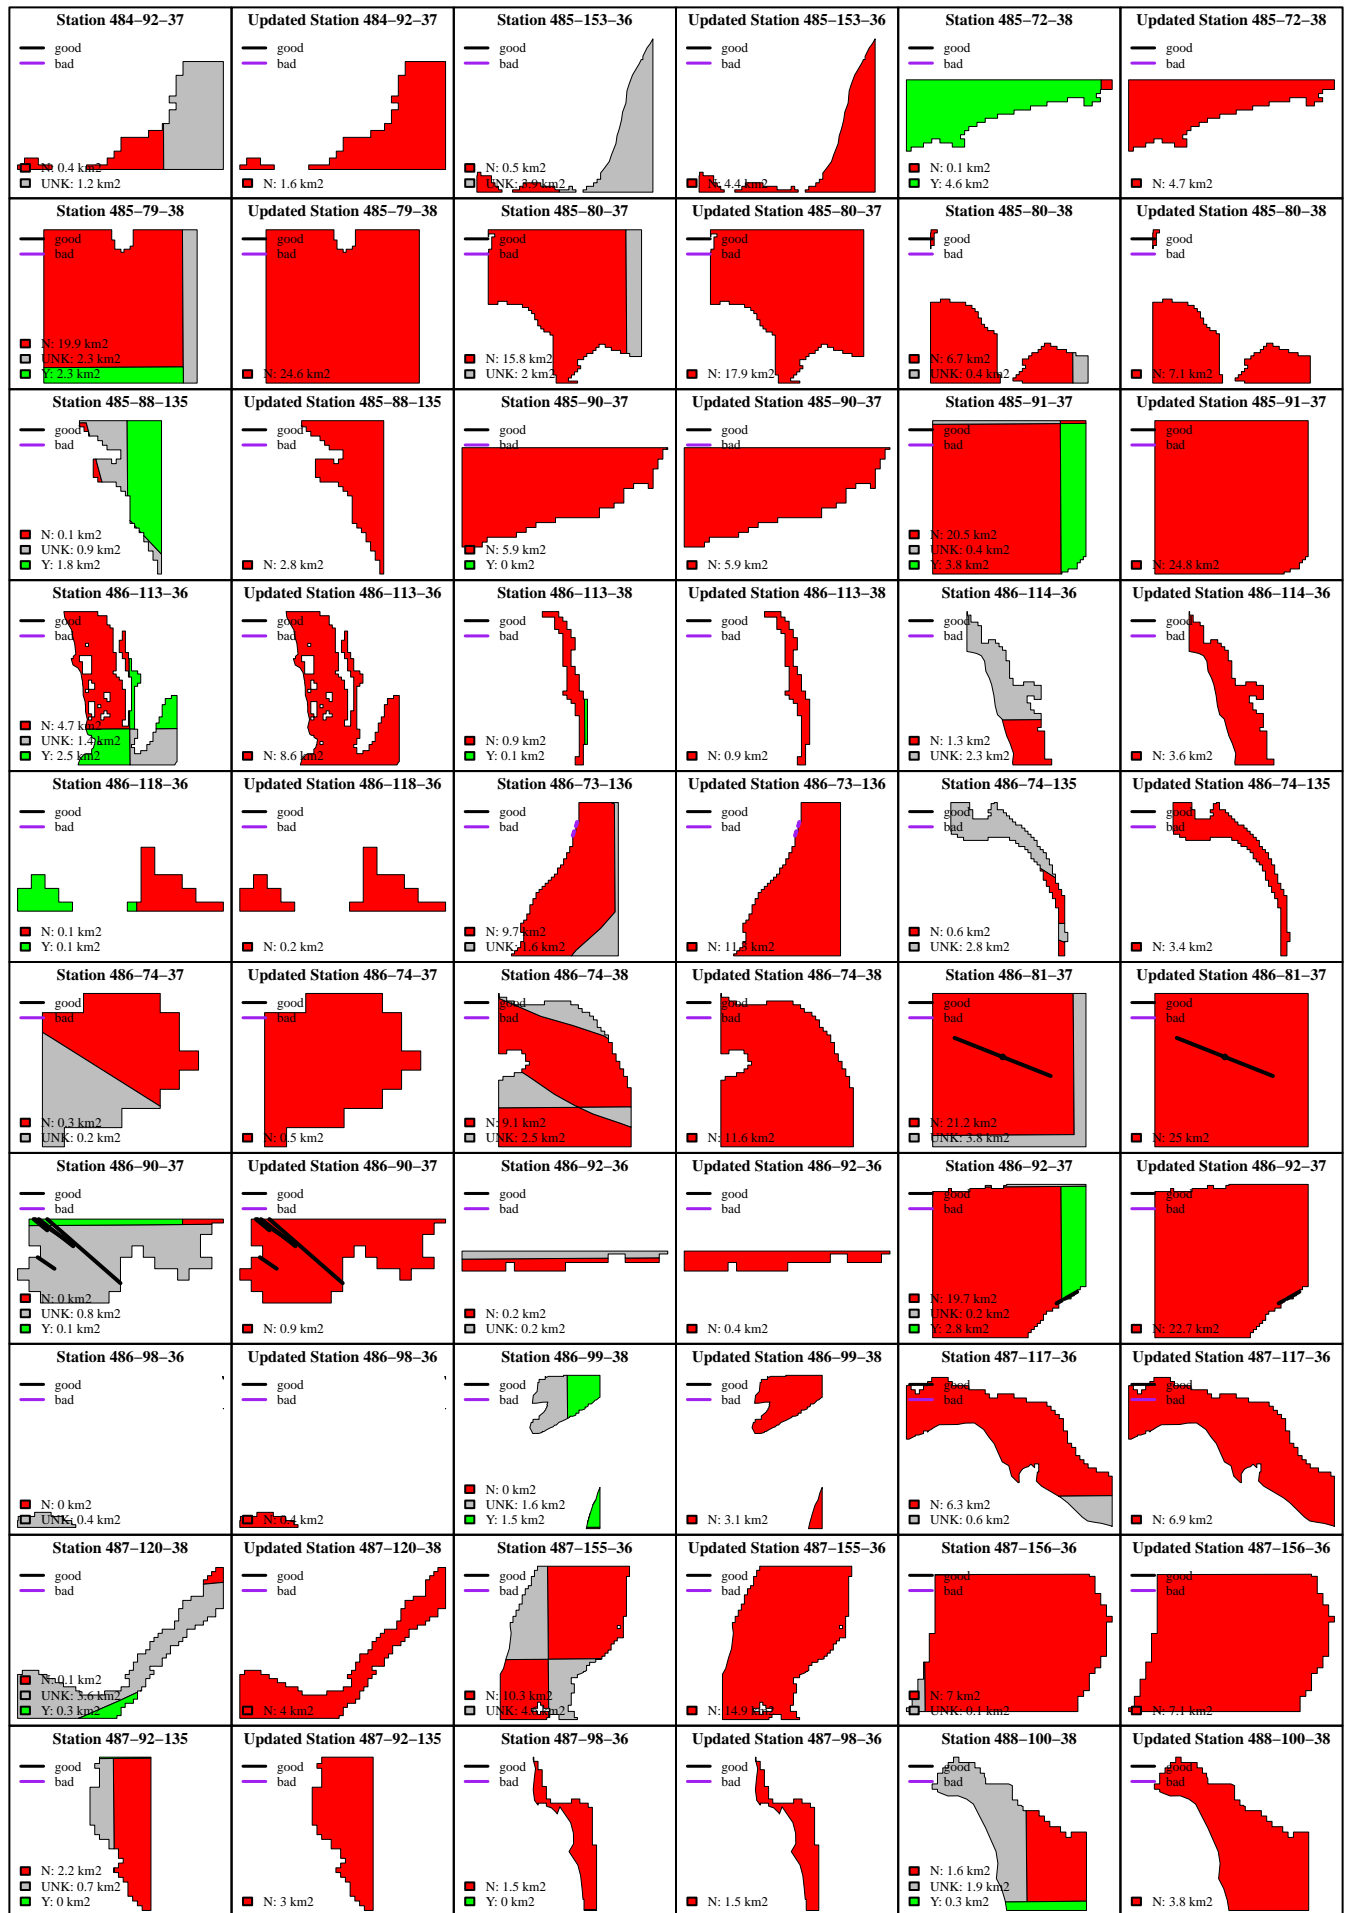 Station 484−92−37
good
bad
N: 0.4 km2
UNK: 1.2 km2
Updated Station 484−92−37
good
bad
N: 1.6 km2
Station 485−153−36
good
bad
N: 0.5 km2
UNK: 3.9 km2
Updated Station 485−153−36
good
bad
N: 4.4 km2
Station 485−72−38
good
bad
N: 0.1 km2
Y: 4.6 km2
Updated Station 485−72−38
good
bad
N: 4.7 km2
Station 485−79−38
good
bad
N: 19.9 km2
UNK: 2.3 km2
Y: 2.3 km2
Updated Station 485−79−38
good
bad
N: 24.6 km2
Station 485−80−37
good
bad
N: 15.8 km2
UNK: 2 km2
Updated Station 485−80−37
good
bad
N: 17.9 km2
Station 485−80−38
good
bad
N: 6.7 km2
UNK: 0.4 km2
Updated Station 485−80−38
good
bad
N: 7.1 km2
Station 485−88−135
good
bad
N: 0.1 km2
UNK: 0.9 km2
Y: 1.8 km2
Updated Station 485−88−135
good
bad
N: 2.8 km2
Station 485−90−37
good
bad
N: 5.9 km2
Y: 0 km2
Updated Station 485−90−37
good
bad
N: 5.9 km2
Station 485−91−37
good
bad
N: 20.5 km2
UNK: 0.4 km2
Y: 3.8 km2
Updated Station 485−91−37
good
bad
N: 24.8 km2
Station 486−113−36
good
bad
N: 4.7 km2
UNK: 1.4 km2
Y: 2.5 km2
Updated Station 486−113−36
good
bad
N: 8.6 km2
Station 486−113−38
good
bad
N: 0.9 km2
Y: 0.1 km2
Updated Station 486−113−38
good
bad
N: 0.9 km2
Station 486−114−36
good
bad
N: 1.3 km2
UNK: 2.3 km2
Updated Station 486−114−36
good
bad
N: 3.6 km2
Station 486−118−36
good
bad
N: 0.1 km2
Y: 0.1 km2
Updated Station 486−118−36
good
bad
N: 0.2 km2
Station 486−73−136
good
bad
N: 9.7 km2
UNK: 1.6 km2
Updated Station 486−73−136
good
bad
N: 11.3 km2
Station 486−74−135
good
bad
N: 0.6 km2
UNK: 2.8 km2
Updated Station 486−74−135
good
bad
N: 3.4 km2
Station 486−74−37
good
bad
N: 0.3 km2
UNK: 0.2 km2
Updated Station 486−74−37
good
bad
N: 0.5 km2
Station 486−74−38
good
bad
N: 9.1 km2
UNK: 2.5 km2
Updated Station 486−74−38
good
bad
N: 11.6 km2
Station 486−81−37
good
bad
N: 21.2 km2
UNK: 3.8 km2
Updated Station 486−81−37
good
bad
N: 25 km2
Station 486−90−37
good
bad
N: 0 km2
UNK: 0.8 km2
Y: 0.1 km2
Updated Station 486−90−37
good
bad
N: 0.9 km2
Station 486−92−36
good
bad
N: 0.2 km2
UNK: 0.2 km2
Updated Station 486−92−36
good
bad
N: 0.4 km2
Station 486−92−37
good
bad
N: 19.7 km2
UNK: 0.2 km2
Y: 2.8 km2
Updated Station 486−92−37
good
bad
N: 22.7 km2
Station 486−98−36
good
bad
N: 0 km2
UNK: 0.4 km2
Updated Station 486−98−36
good
bad
N: 0.4 km2
Station 486−99−38
good
bad
N: 0 km2
UNK: 1.6 km2
Y: 1.5 km2
Updated Station 486−99−38
good
bad
N: 3.1 km2
Station 487−117−36
good
bad
N: 6.3 km2
UNK: 0.6 km2
Updated Station 487−117−36
good
bad
N: 6.9 km2
Station 487−120−38
good
bad
N: 0.1 km2
UNK: 3.6 km2
Y: 0.3 km2
Updated Station 487−120−38
good
bad
N: 4 km2
Station 487−155−36
good
bad
N: 10.3 km2
UNK: 4.6 km2
Updated Station 487−155−36
good
bad
N: 14.9 km2
Station 487−156−36
good
bad
N: 7 km2
UNK: 0.1 km2
Updated Station 487−156−36
good
bad
N: 7.1 km2
Station 487−92−135
good
bad
N: 2.2 km2
UNK: 0.7 km2
Y: 0 km2
Updated Station 487−92−135
good
bad
N: 3 km2
Station 487−98−36
good
bad
N: 1.5 km2
Y: 0 km2
Updated Station 487−98−36
good
bad
N: 1.5 km2
Station 488−100−38
good
bad
N: 1.6 km2
UNK: 1.9 km2
Y: 0.3 km2
Updated Station 488−100−38
good
bad
N: 3.8 km2